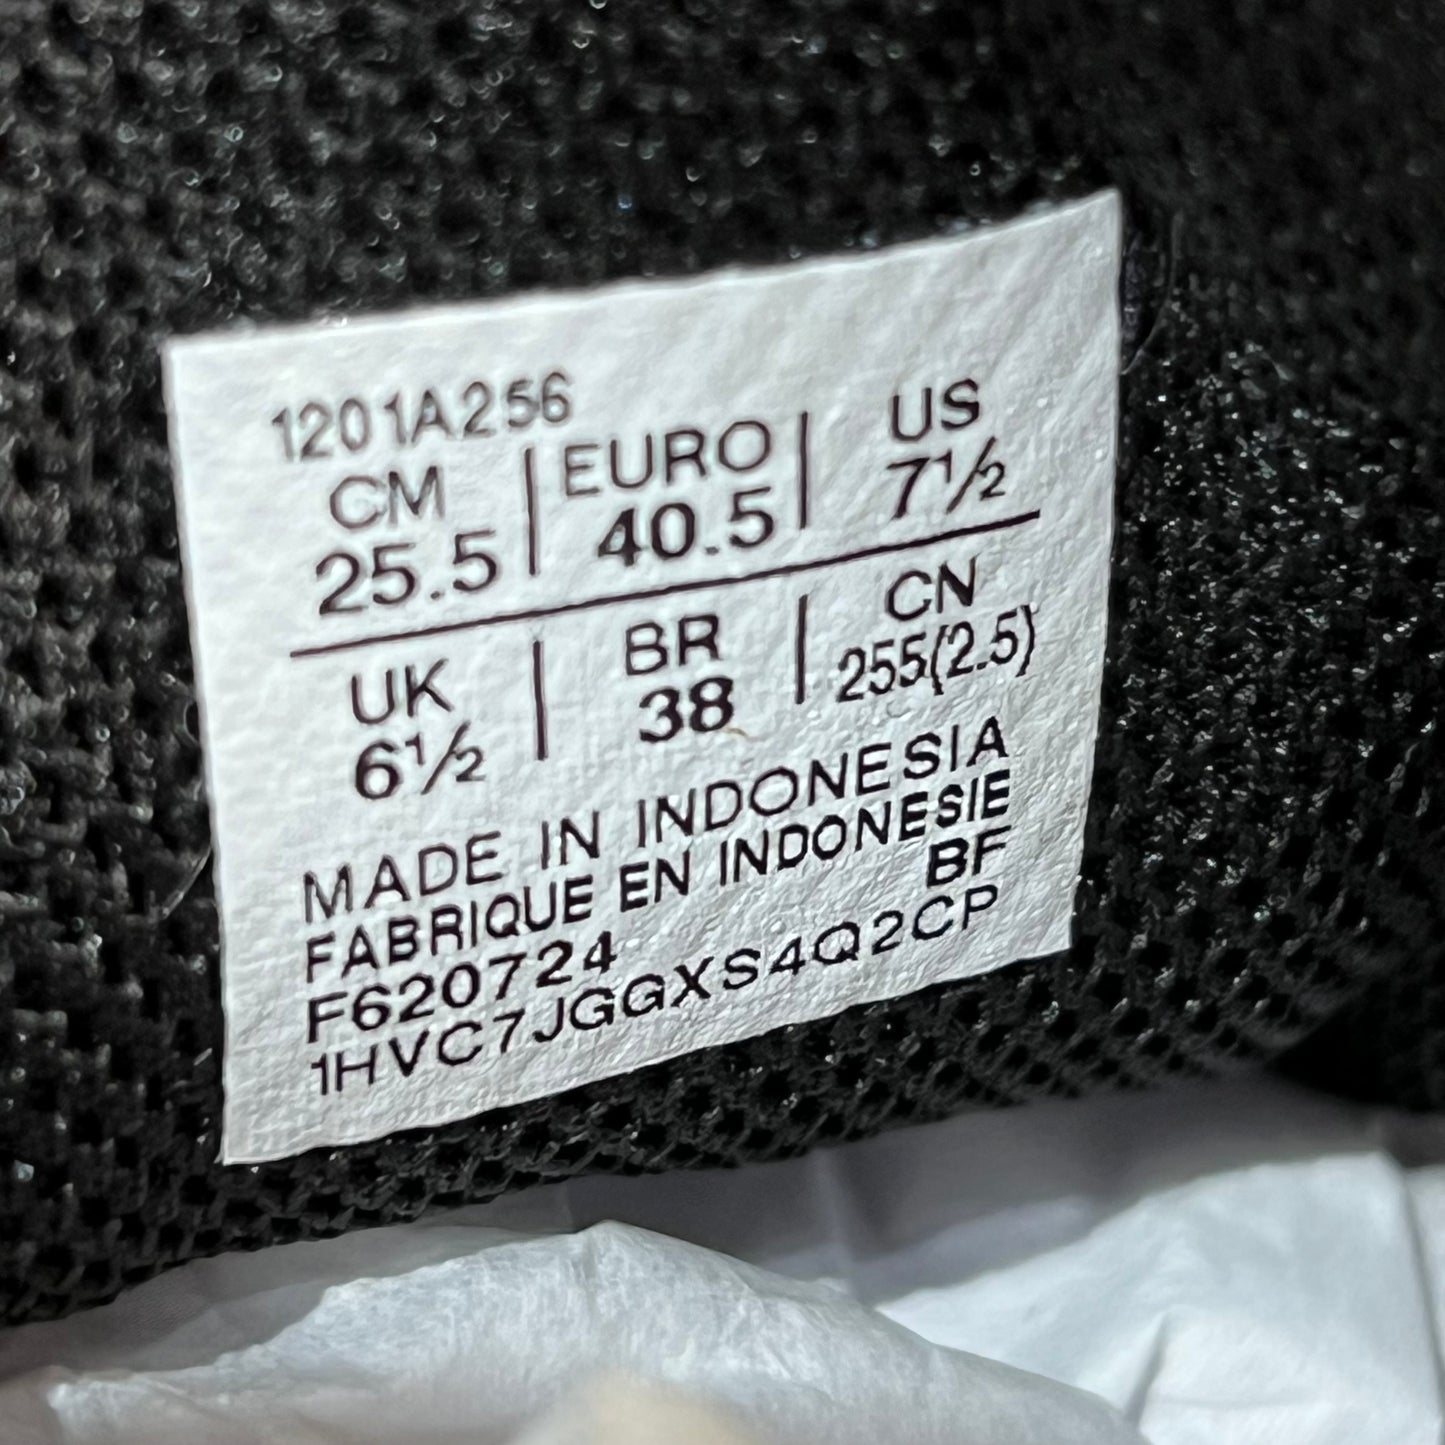 1201A256
CM EURO US
25.5 40.5 7½
UK BR CN
6½ 38 255(2.5)
MADE IN INDONESIA
FABRIQUE EN INDONESIE
F620724 BF
1HVC7JGGXS4Q2CP